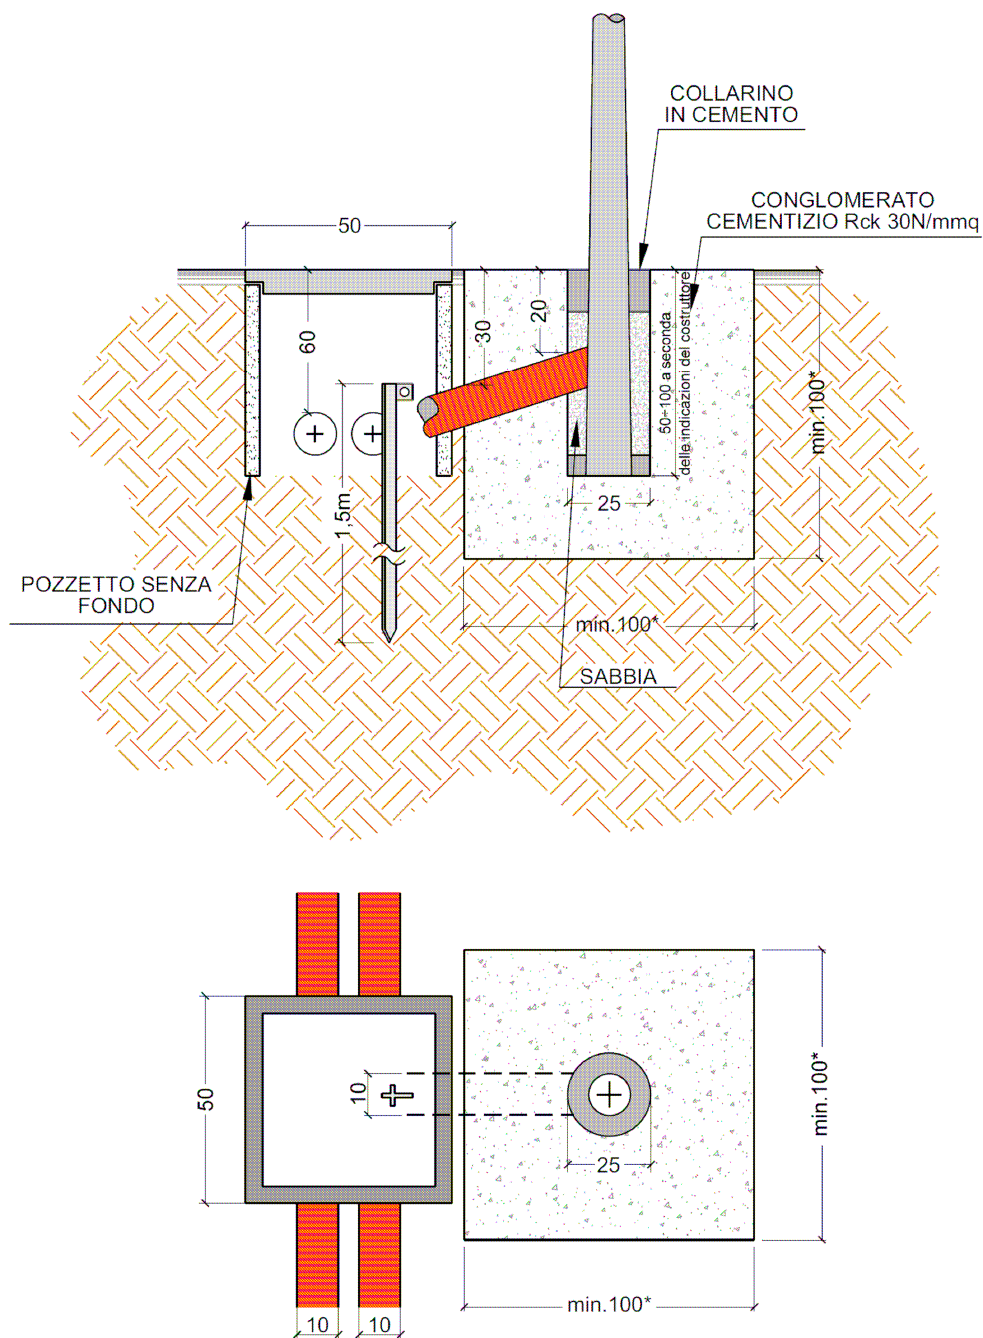 COLLARINO
IN CEMENTO
CONGLOMERATO
CEMENTIZIO Rck 30N/mmq
50
60
30
20
50÷100 a seconda
delle indicazioni del costruttore
min.100*
1,5m
25
POZZETTO SENZA
FONDO
min.100*
SABBIA
50
10
25
min.100*
min.100*
10
10